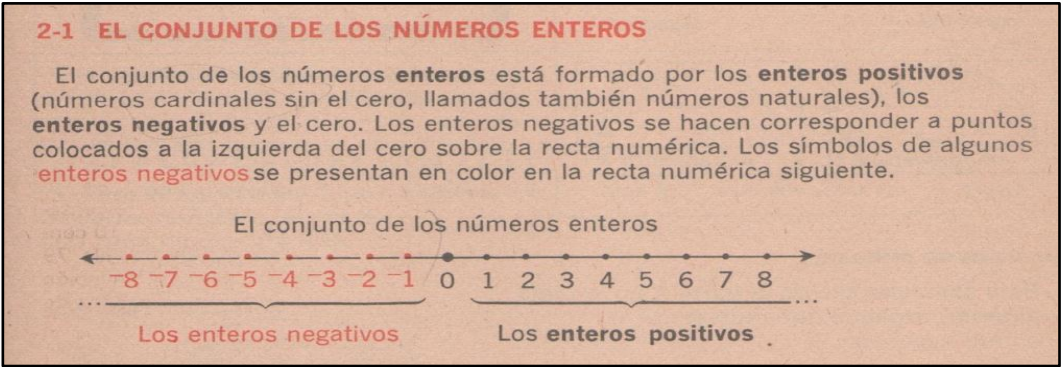 2-1 EL CONJUNTO DE LOS NÚMEROS ENTEROS
El conjunto de los números enteros está formado por los enteros positivos
(números cardinales sin el cero, llamados también números naturales), los
enteros negativos y el cero. Los enteros negativos se hacen corresponder a puntos
colocados a la izquierda del cero sobre la recta numérica. Los símbolos de algunos
enteros negativos se presentan en color en la recta numérica siguiente.
El conjunto de los números enteros
⁻8 ⁻7 ⁻6 ⁻5 ⁻4 ⁻3 ⁻2 ⁻1 0 1 2 3 4 5 6 7 8
... ...
Los enteros negativos Los enteros positivos